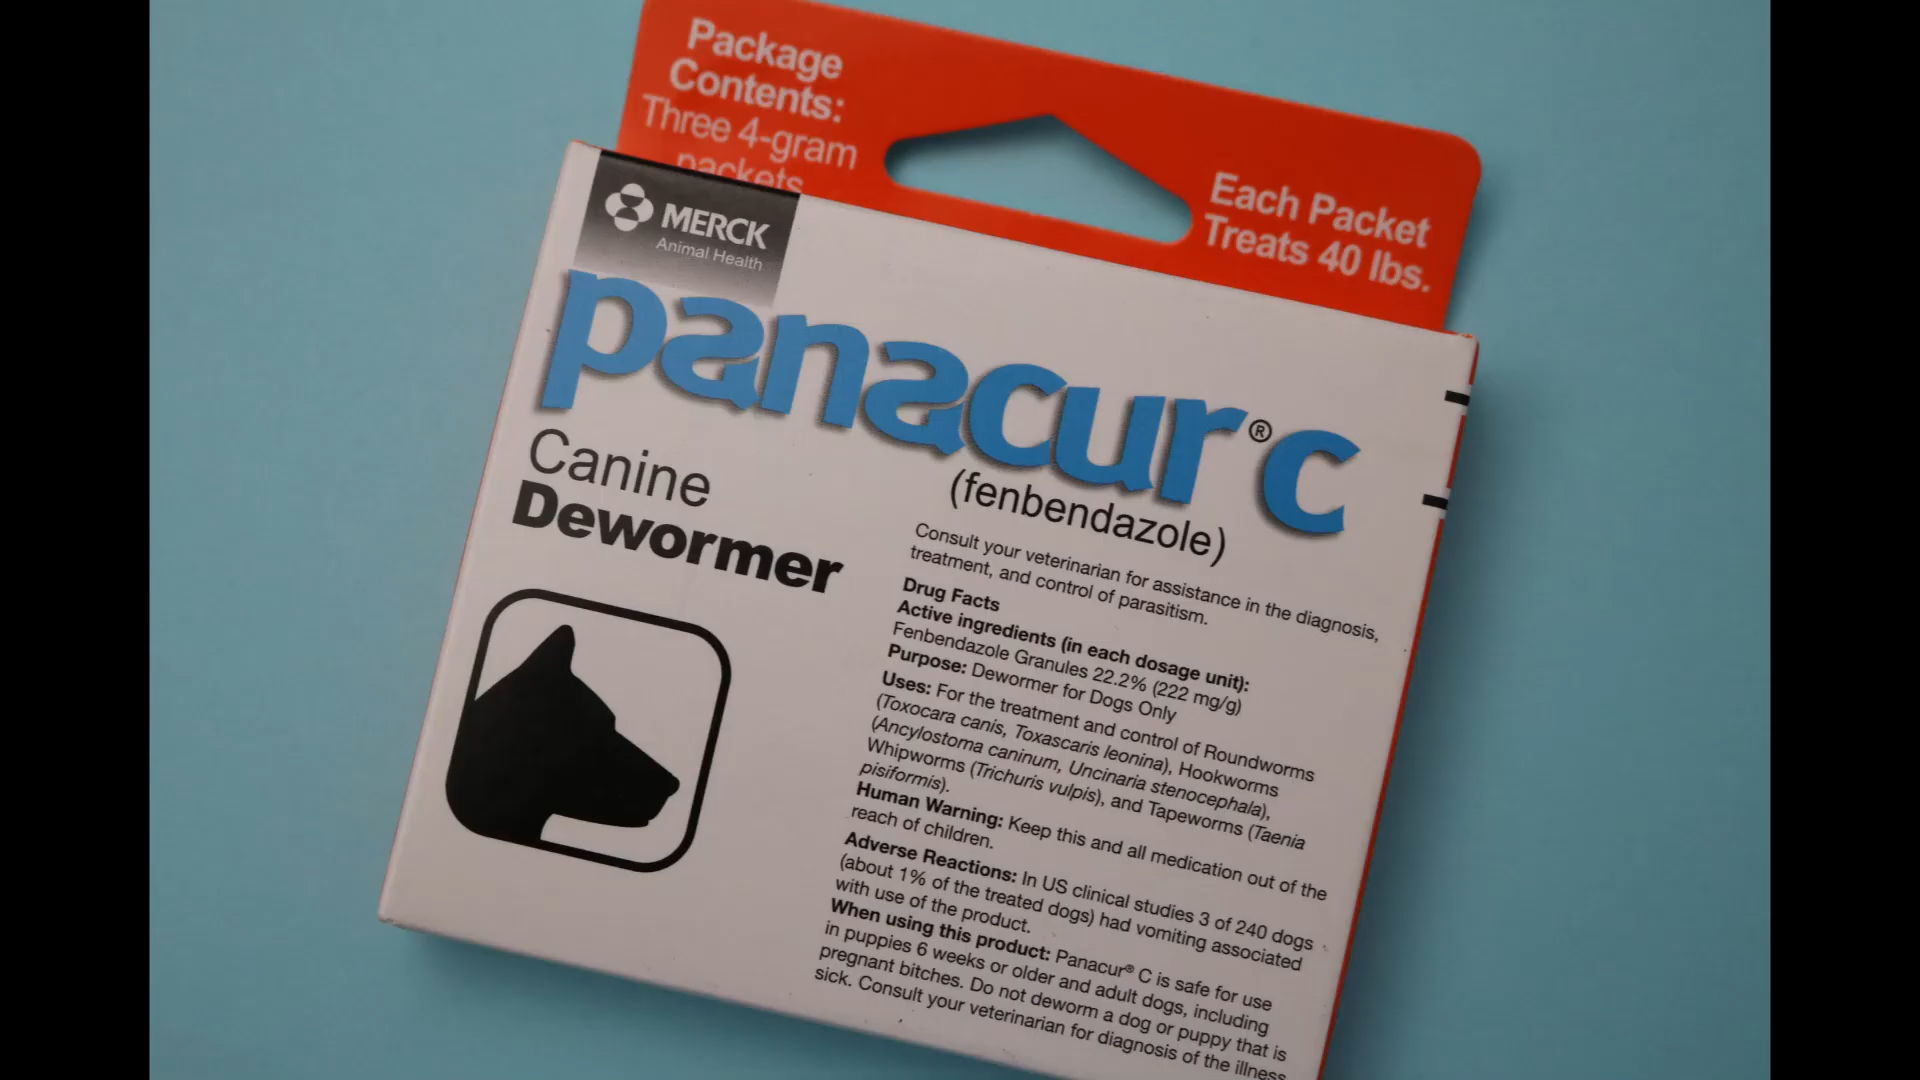 Package
Contents:
Three 4-gram
packets
Each Packet
Treats 40 lbs.
MERCK
Animal Health
panacur® c
(fenbendazole)
Canine
Dewormer
Consult your veterinarian for assistance in the diagnosis,
treatment, and control of parasitism.
Drug Facts
Active ingredients (in each dosage unit):
Fenbendazole Granules 22.2% (222 mg/g)
Purpose: Dewormer for Dogs Only
Uses: For the treatment and control of Roundworms
(Toxocara canis, Toxascaris leonina), Hookworms
(Ancylostoma caninum, Uncinaria stenocephala),
Whipworms (Trichuris vulpis), and Tapeworms (Taenia
pisiformis).
Human Warning: Keep this and all medication out of the
reach of children.
Adverse Reactions: In US clinical studies 3 of 240 dogs
(about 1% of the treated dogs) had vomiting associated
with use of the product.
When using this product: Panacur® C is safe for use
in puppies 6 weeks or older and adult dogs, including
pregnant bitches. Do not deworm a dog or puppy that is
sick. Consult your veterinarian for diagnosis of the illness